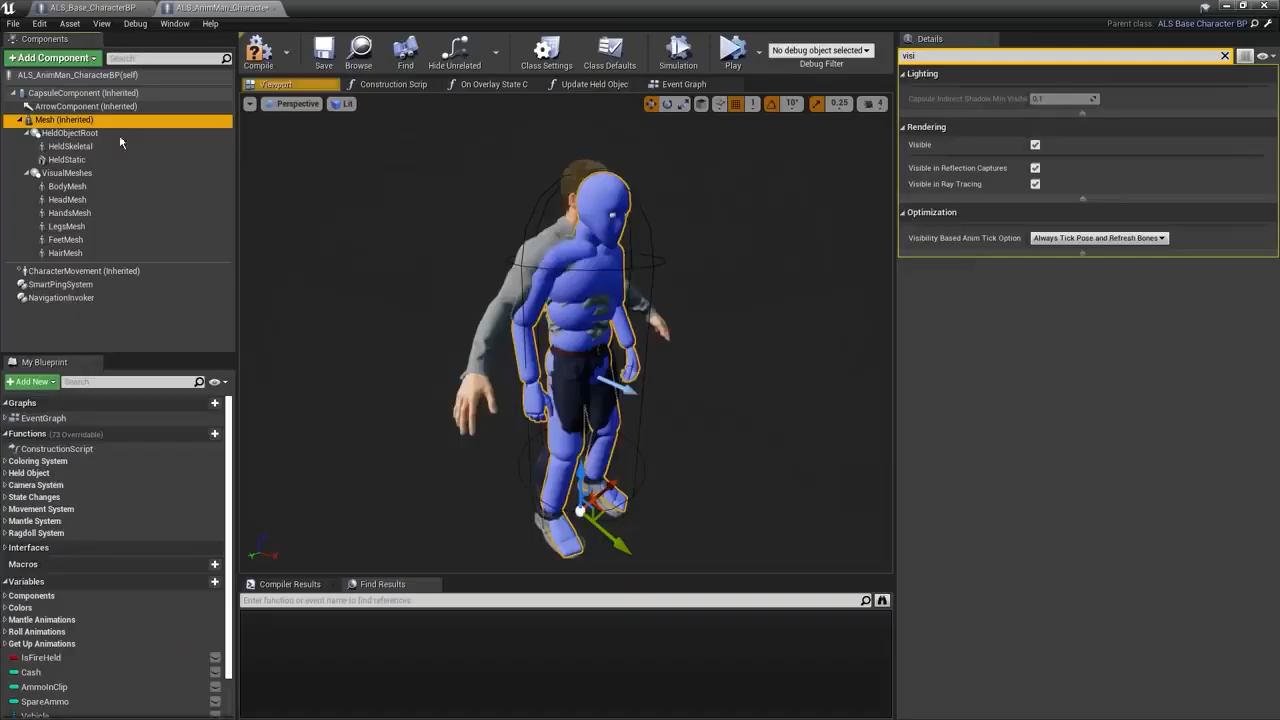 ALS_Base_CharacterBP
ALS_AnimMan_Character
File Edit Asset View Debug Window Help
Parent class: ALS Base Character BP
Components
+ Add Component
Search
ALS_AnimMan_CharacterBP(self)
CapsuleComponent (Inherited)
ArrowComponent (Inherited)
Mesh (Inherited)
HeldObjectRoot
HeldSkeletal
HeldStatic
VisualMeshes
BodyMesh
HeadMesh
HandsMesh
LegsMesh
FeetMesh
HairMesh
CharacterMovement (Inherited)
SmartPingSystem
NavigationInvoker
My Blueprint
+ Add New
Search
Graphs
EventGraph
Functions (73 Overridable)
ConstructionScript
Coloring System
Held Object
Camera System
State Changes
Movement System
Mantle System
Ragdoll System
Interfaces
Macros
Variables
Components
Colors
Mantle Animations
Roll Animations
Get Up Animations
IsFireHeld
Cash
AmmoInClip
SpareAmmo
Vehicle
Compile
Save
Browse
Find
Hide Unrelated
Class Settings
Class Defaults
Simulation
Play
No debug object selected
Debug Filter
Viewport
Construction Scrip
On Overlay State C
Update Held Objec
Event Graph
Perspective
Lit
10°
0.25
4
Compiler Results
Find Results
Enter function or event name to find references
Details
visi
Lighting
Capsule Indirect Shadow Min Visibi
0,1
Rendering
Visible
Visible in Reflection Captures
Visible in Ray Tracing
Optimization
Visibility Based Anim Tick Option
Always Tick Pose and Refresh Bones